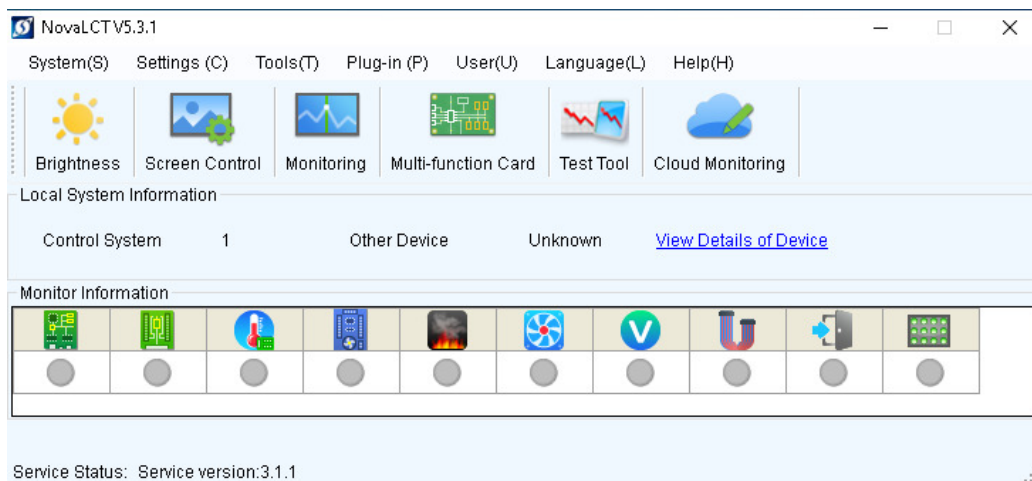 NovaLCT V5.3.1
System(S) Settings (C) Tools(T) Plug-in (P) User(U) Language(L) Help(H)
Brightness Screen Control Monitoring Multi-function Card Test Tool Cloud Monitoring
Local System Information
Control System 1 Other Device Unknown View Details of Device
Monitor Information
V
Service Status: Service version:3.1.1